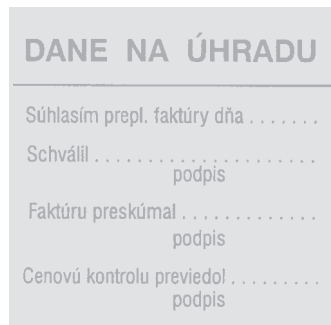 DANE NA ÚHRADU
Súhlasím prepl. faktúry dňa .......
Schválil .....................
podpis
Faktúru preskúmal .............
podpis
Cenovú kontrolu previedol .........
podpis